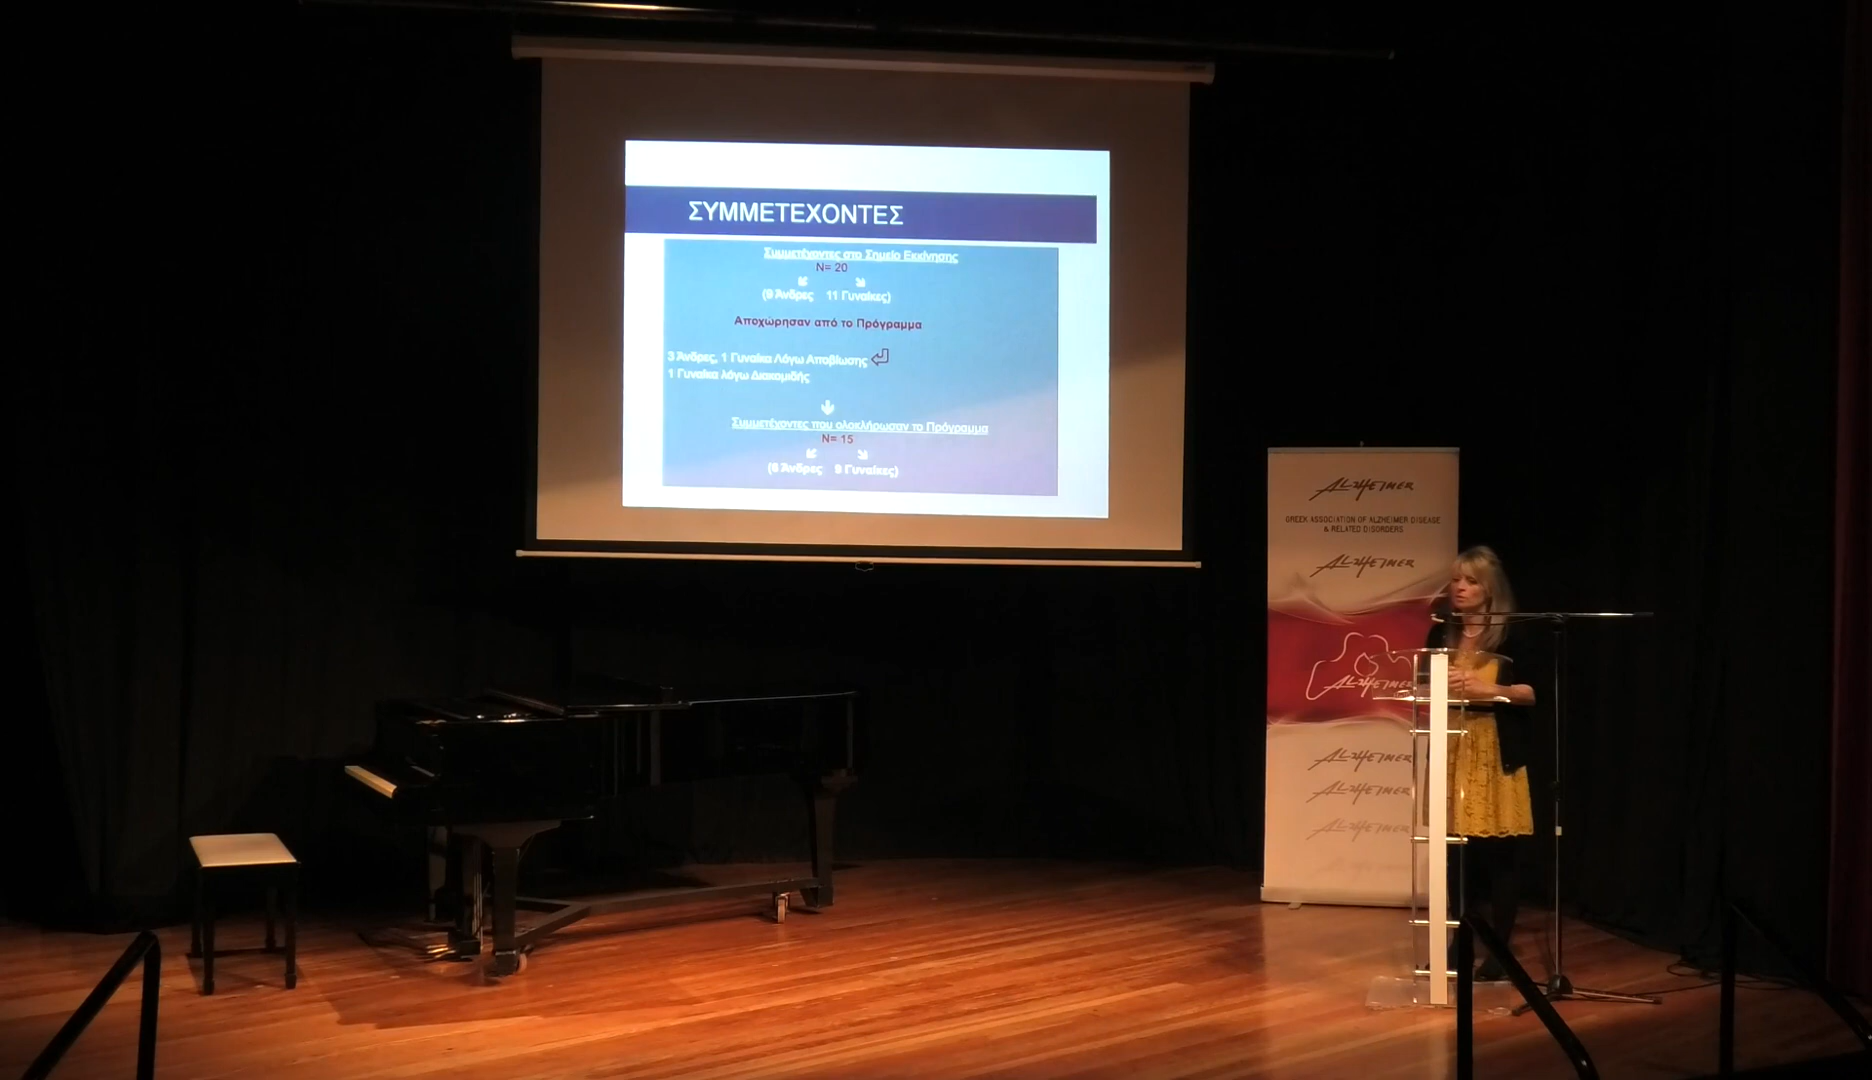 ΣΥΜΜΕΤΕΧΟΝΤΕΣ
Συμμετέχοντες στο Σημείο Εκκίνησης
N= 20
(9 Άνδρες 11 Γυναίκες)
Αποχώρησαν από το Πρόγραμμα
3 Άνδρες, 1 Γυναίκα Λόγω Αποβίωσης
1 Γυναίκα λόγω Διακομιδής
Συμμετέχοντες που ολοκλήρωσαν το Πρόγραμμα
N= 15
(6 Άνδρες 9 Γυναίκες)
ALZHEIMER
GREEK ASSOCIATION OF ALZHEIMER DISEASE
& RELATED DISORDERS
ALZHEIMER
ALZHEIMER
ALZHEIMER
ALZHEIMER
ALZHEIMER